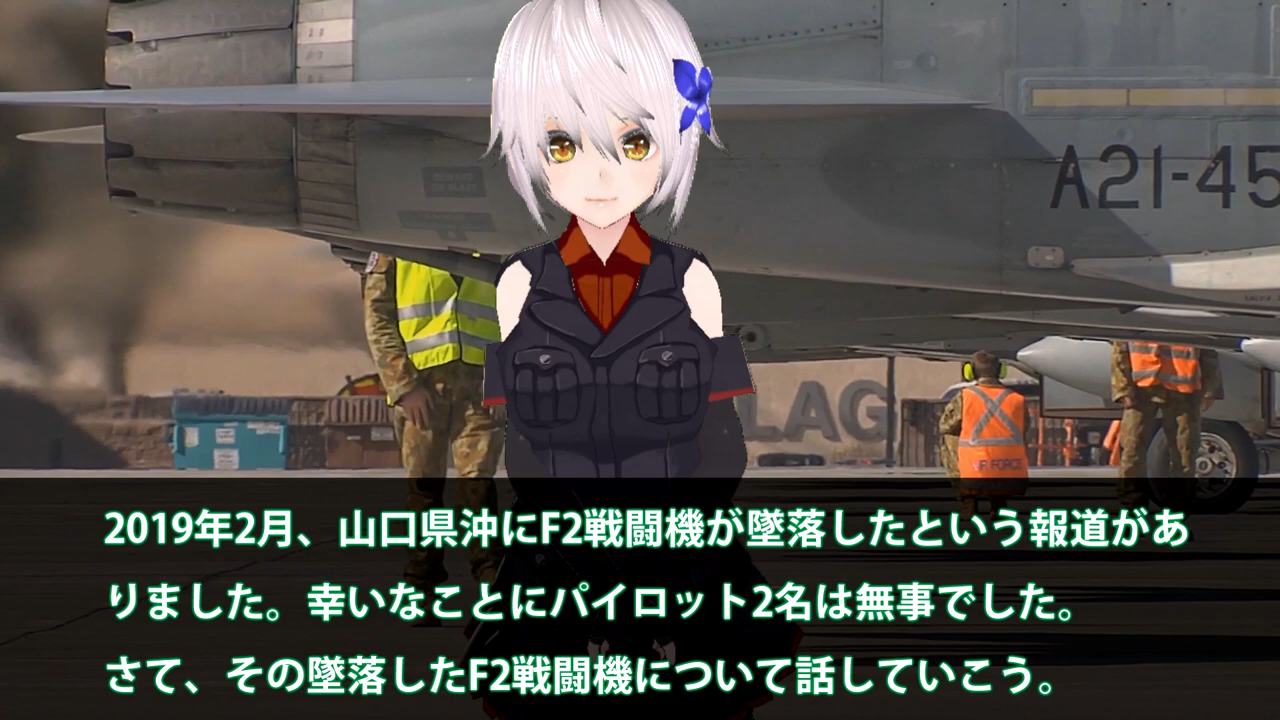 A21-45
LAG
AIR FORCE
2019年2月、山口県沖にF2戦闘機が墜落したという報道があ
りました。幸いなことにパイロット2名は無事でした。
さて、その墜落したF2戦闘機について話していこう。